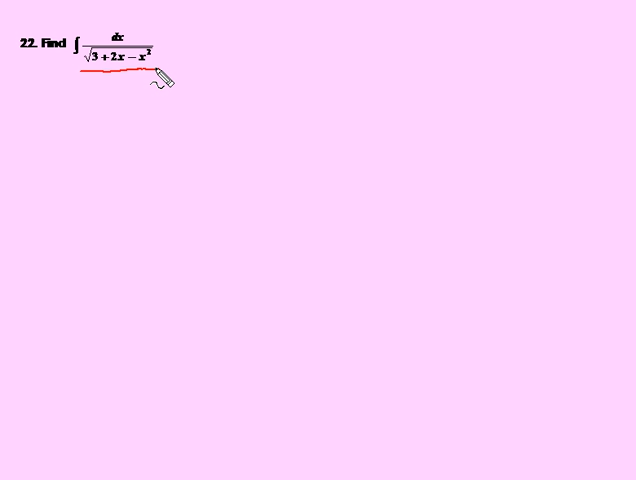 22. Find ∫ dx / √(3 + 2x − x²)